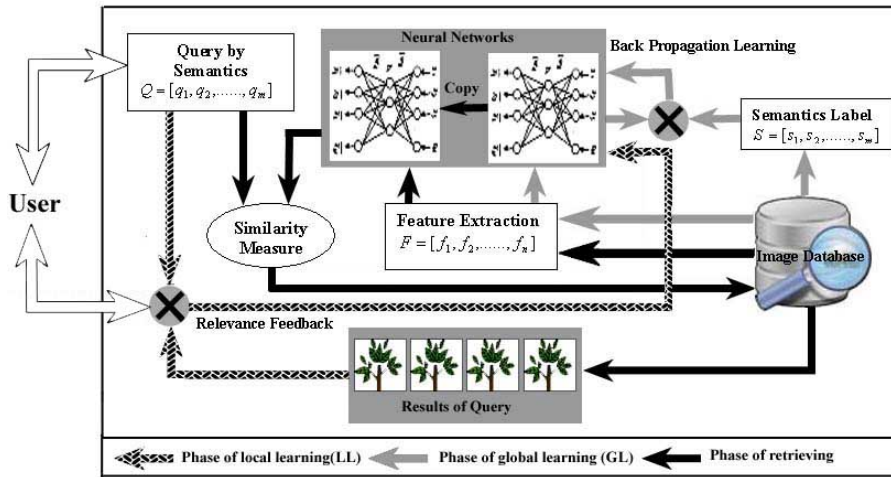 Neural Networks
Query by
Semantics
Q = [q₁, q₂, ......, qₘ]
Back Propagation Learning
Copy
Semantics Label
S = [s₁, s₂, ......, sₘ]
User
Similarity
Measure
Feature Extraction
F = [f₁, f₂, ......, fₙ]
Image Database
Relevance Feedback
Results of Query
Phase of local learning(LL)
Phase of global learning (GL)
Phase of retrieving